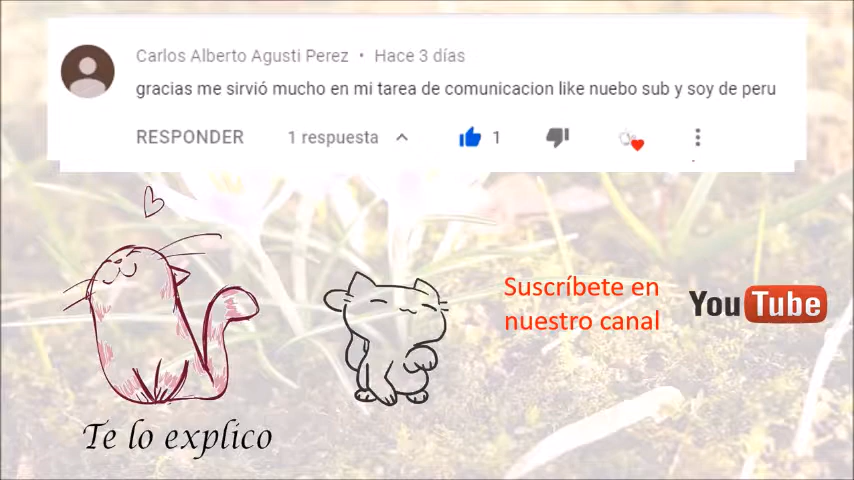 Carlos Alberto Agusti Perez • Hace 3 días
gracias me sirvió mucho en mi tarea de comunicacion like nuebo sub y soy de peru
RESPONDER 1 respuesta 1
Suscríbete en
nuestro canal
YouTube
Te lo explico